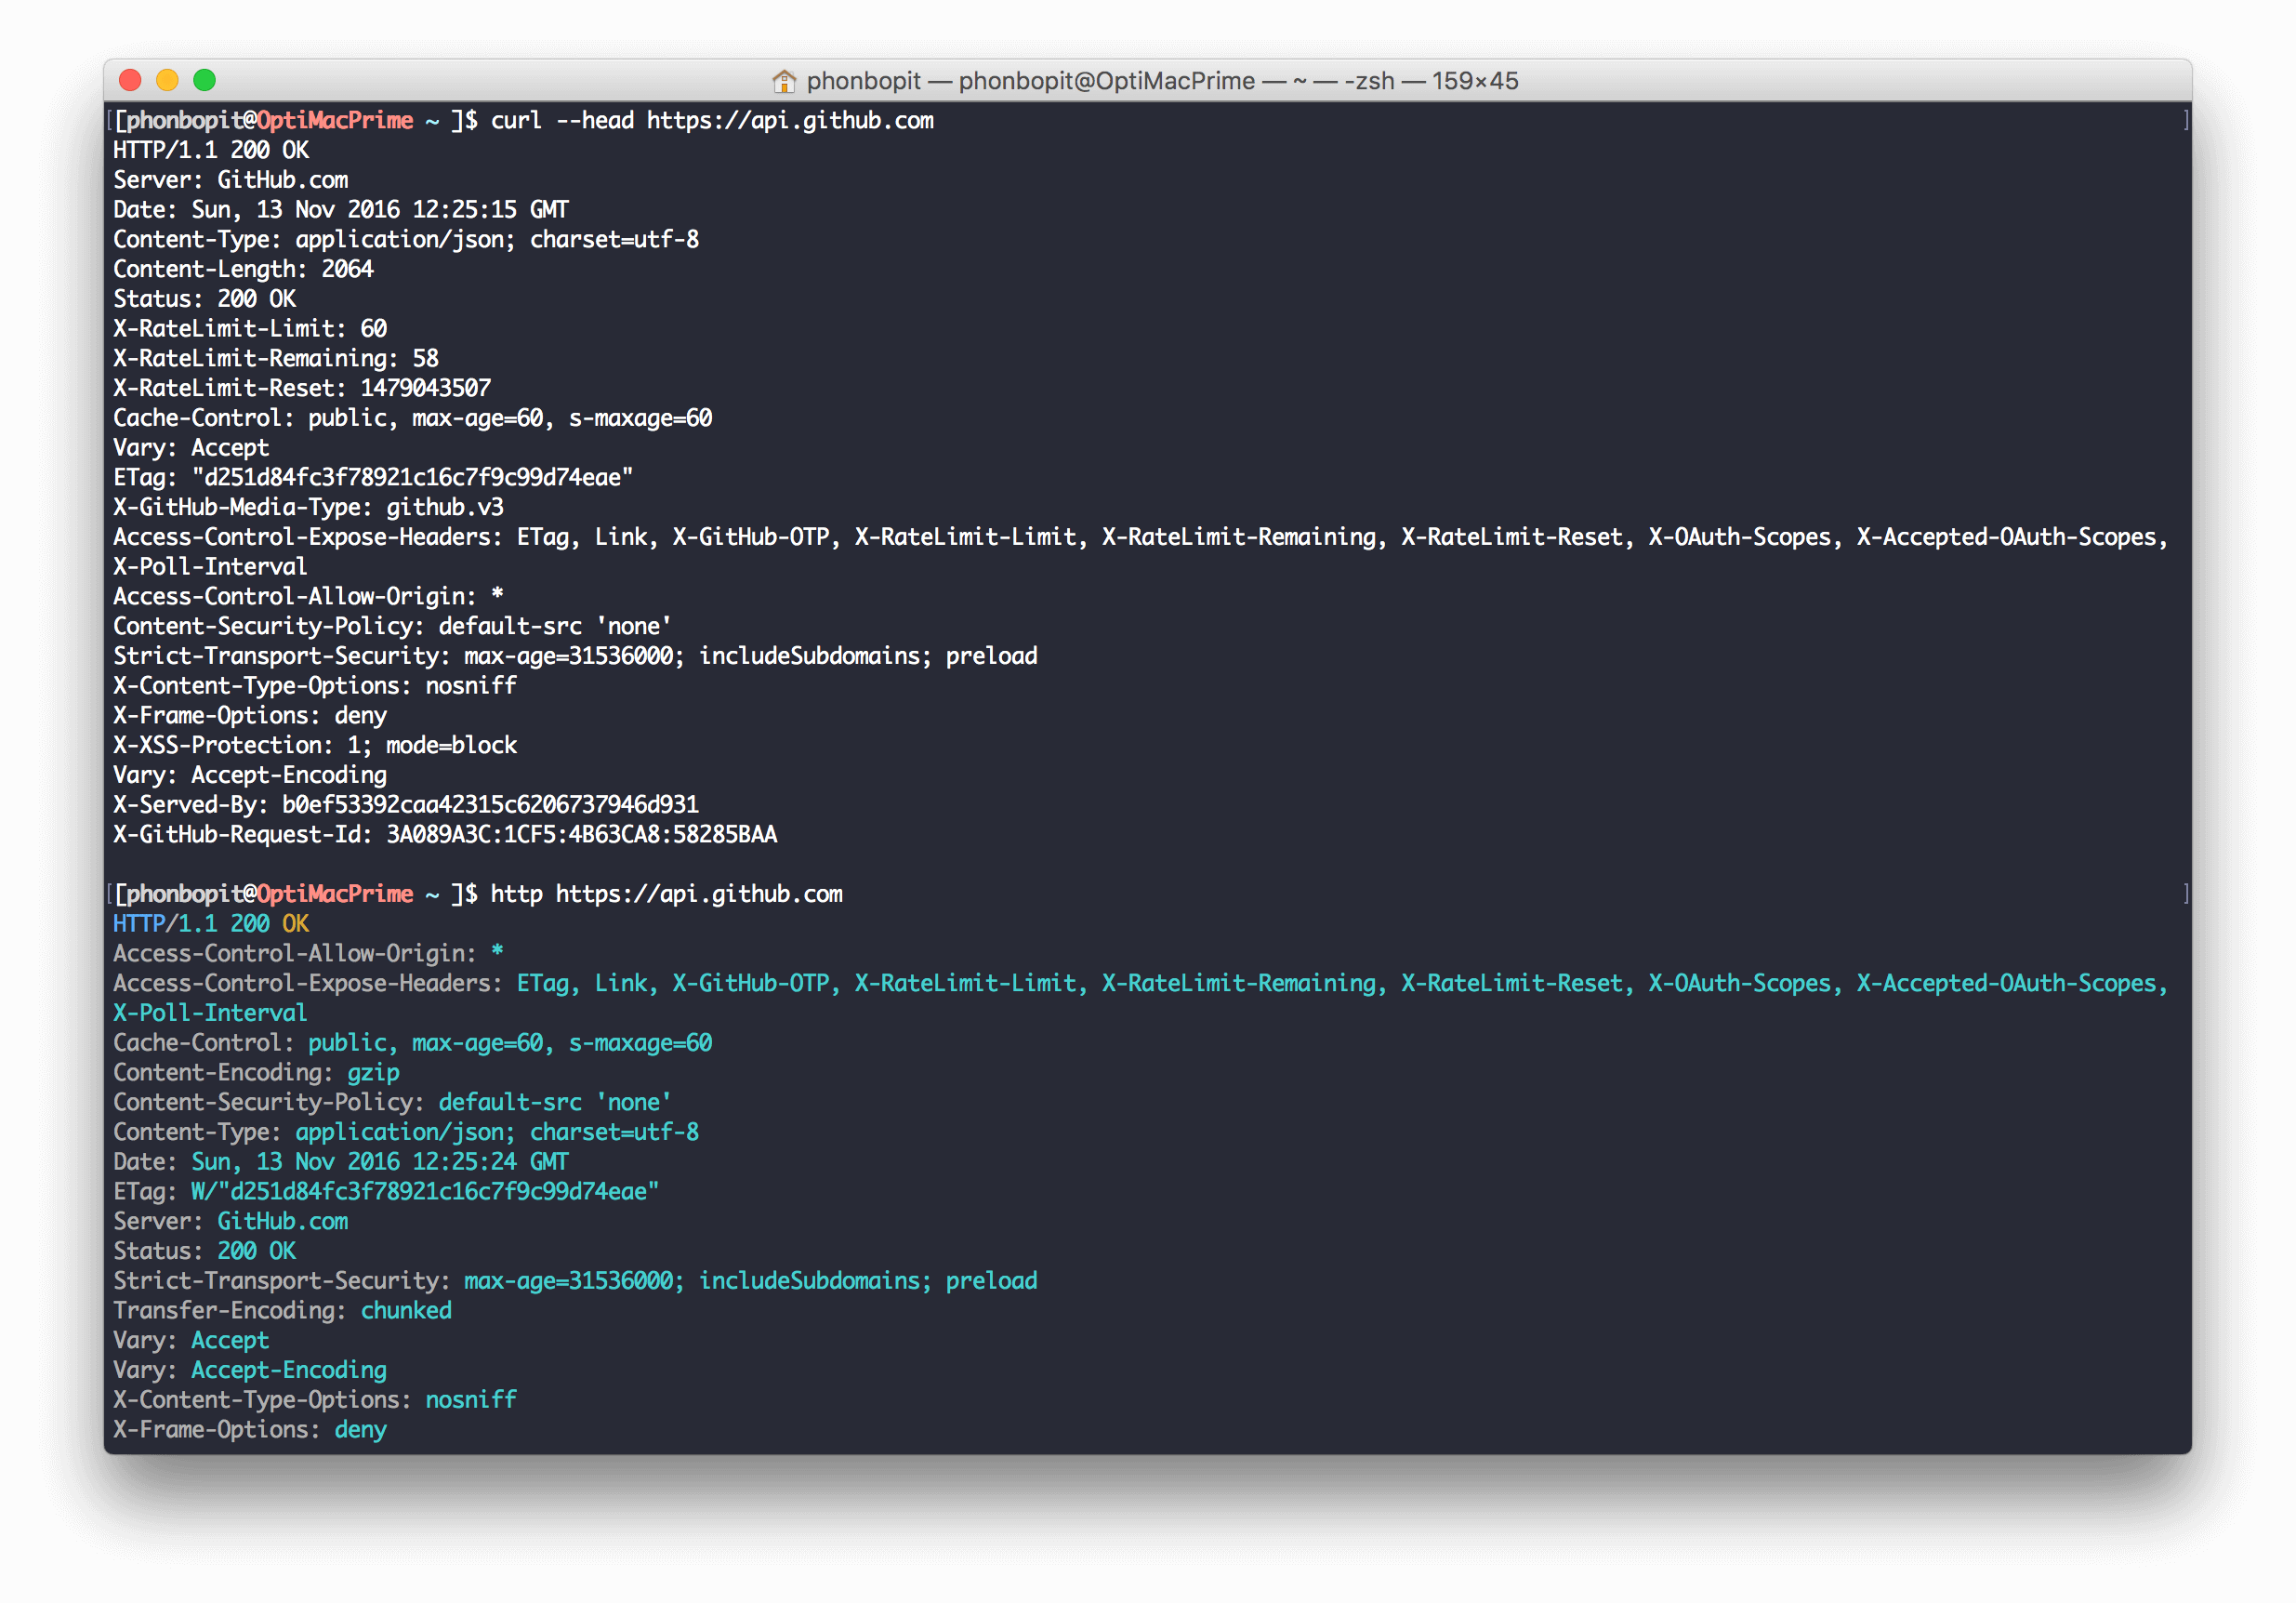 phonbopit — phonbopit@OptiMacPrime — ~ — -zsh — 159×45
[[phonbopit@OptiMacPrime ~ ]$ curl --head https://api.github.com ]
HTTP/1.1 200 OK
Server: GitHub.com
Date: Sun, 13 Nov 2016 12:25:15 GMT
Content-Type: application/json; charset=utf-8
Content-Length: 2064
Status: 200 OK
X-RateLimit-Limit: 60
X-RateLimit-Remaining: 58
X-RateLimit-Reset: 1479043507
Cache-Control: public, max-age=60, s-maxage=60
Vary: Accept
ETag: "d251d84fc3f78921c16c7f9c99d74eae"
X-GitHub-Media-Type: github.v3
Access-Control-Expose-Headers: ETag, Link, X-GitHub-OTP, X-RateLimit-Limit, X-RateLimit-Remaining, X-RateLimit-Reset, X-OAuth-Scopes, X-Accepted-OAuth-Scopes,
X-Poll-Interval
Access-Control-Allow-Origin: *
Content-Security-Policy: default-src 'none'
Strict-Transport-Security: max-age=31536000; includeSubdomains; preload
X-Content-Type-Options: nosniff
X-Frame-Options: deny
X-XSS-Protection: 1; mode=block
Vary: Accept-Encoding
X-Served-By: b0ef53392caa42315c6206737946d931
X-GitHub-Request-Id: 3A089A3C:1CF5:4B63CA8:58285BAA
[[phonbopit@OptiMacPrime ~ ]$ http https://api.github.com ]
HTTP/1.1 200 OK
Access-Control-Allow-Origin: *
Access-Control-Expose-Headers: ETag, Link, X-GitHub-OTP, X-RateLimit-Limit, X-RateLimit-Remaining, X-RateLimit-Reset, X-OAuth-Scopes, X-Accepted-OAuth-Scopes,
X-Poll-Interval
Cache-Control: public, max-age=60, s-maxage=60
Content-Encoding: gzip
Content-Security-Policy: default-src 'none'
Content-Type: application/json; charset=utf-8
Date: Sun, 13 Nov 2016 12:25:24 GMT
ETag: W/"d251d84fc3f78921c16c7f9c99d74eae"
Server: GitHub.com
Status: 200 OK
Strict-Transport-Security: max-age=31536000; includeSubdomains; preload
Transfer-Encoding: chunked
Vary: Accept
Vary: Accept-Encoding
X-Content-Type-Options: nosniff
X-Frame-Options: deny